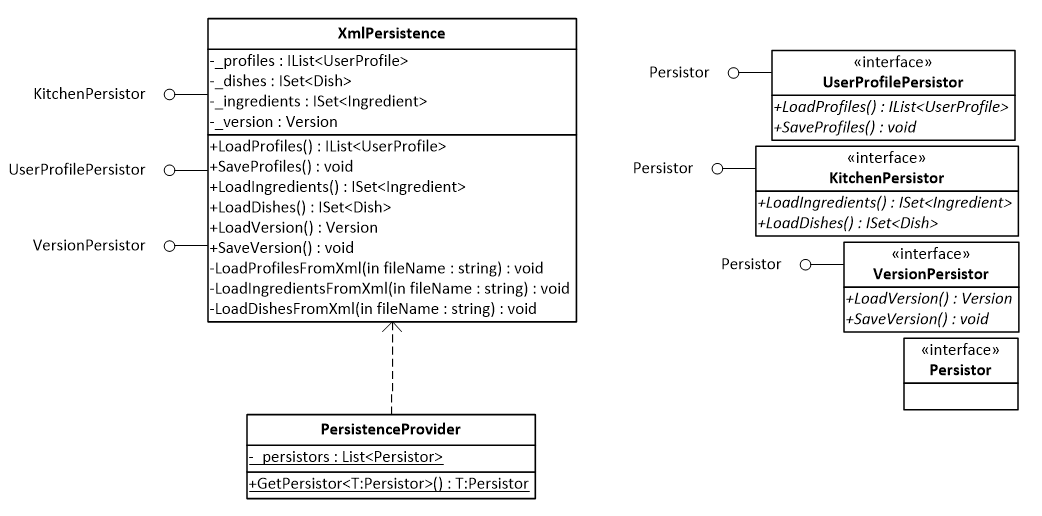 XmlPersistence
-_profiles : IList<UserProfile>
-_dishes : ISet<Dish>
-_ingredients : ISet<Ingredient>
-_version : Version
+LoadProfiles() : IList<UserProfile>
+SaveProfiles() : void
+LoadIngredients() : ISet<Ingredient>
+LoadDishes() : ISet<Dish>
+LoadVersion() : Version
+SaveVersion() : void
-LoadProfilesFromXml(in fileName : string) : void
-LoadIngredientsFromXml(in fileName : string) : void
-LoadDishesFromXml(in fileName : string) : void
KitchenPersistor
UserProfilePersistor
VersionPersistor
PersistenceProvider
-_persistors : List<Persistor>
+GetPersistor<T:Persistor>() : T:Persistor
Persistor
«interface»
UserProfilePersistor
+LoadProfiles() : IList<UserProfile>
+SaveProfiles() : void
Persistor
«interface»
KitchenPersistor
+LoadIngredients() : ISet<Ingredient>
+LoadDishes() : ISet<Dish>
Persistor
«interface»
VersionPersistor
+LoadVersion() : Version
+SaveVersion() : void
«interface»
Persistor